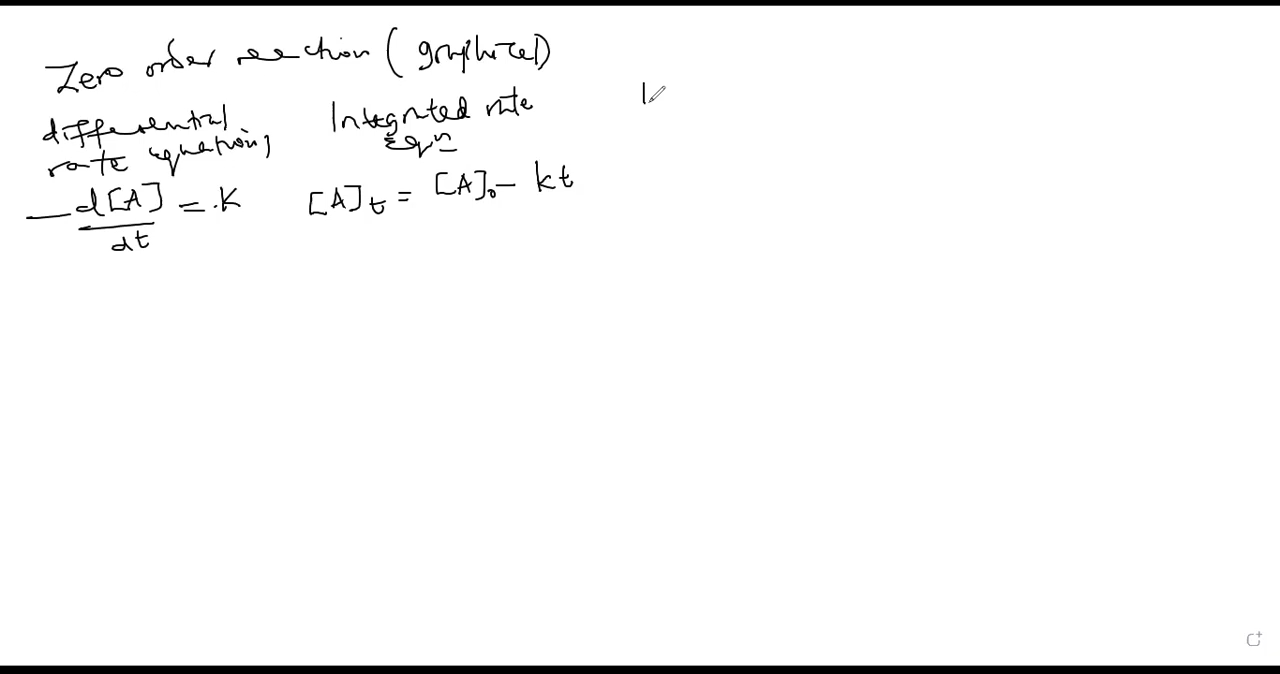 Zero order reaction (graphical)
differential
rate equation,
Integrated rate
Eqn
-d[A]/dt = K
[A]t = [A]0 - kt